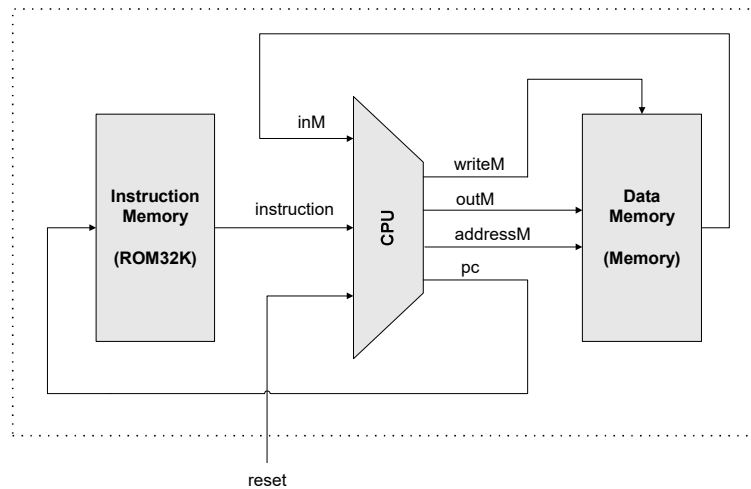 inM
Instruction
Memory
(ROM32K)
instruction
CPU
writeM
outM
addressM
pc
Data
Memory
(Memory)
reset